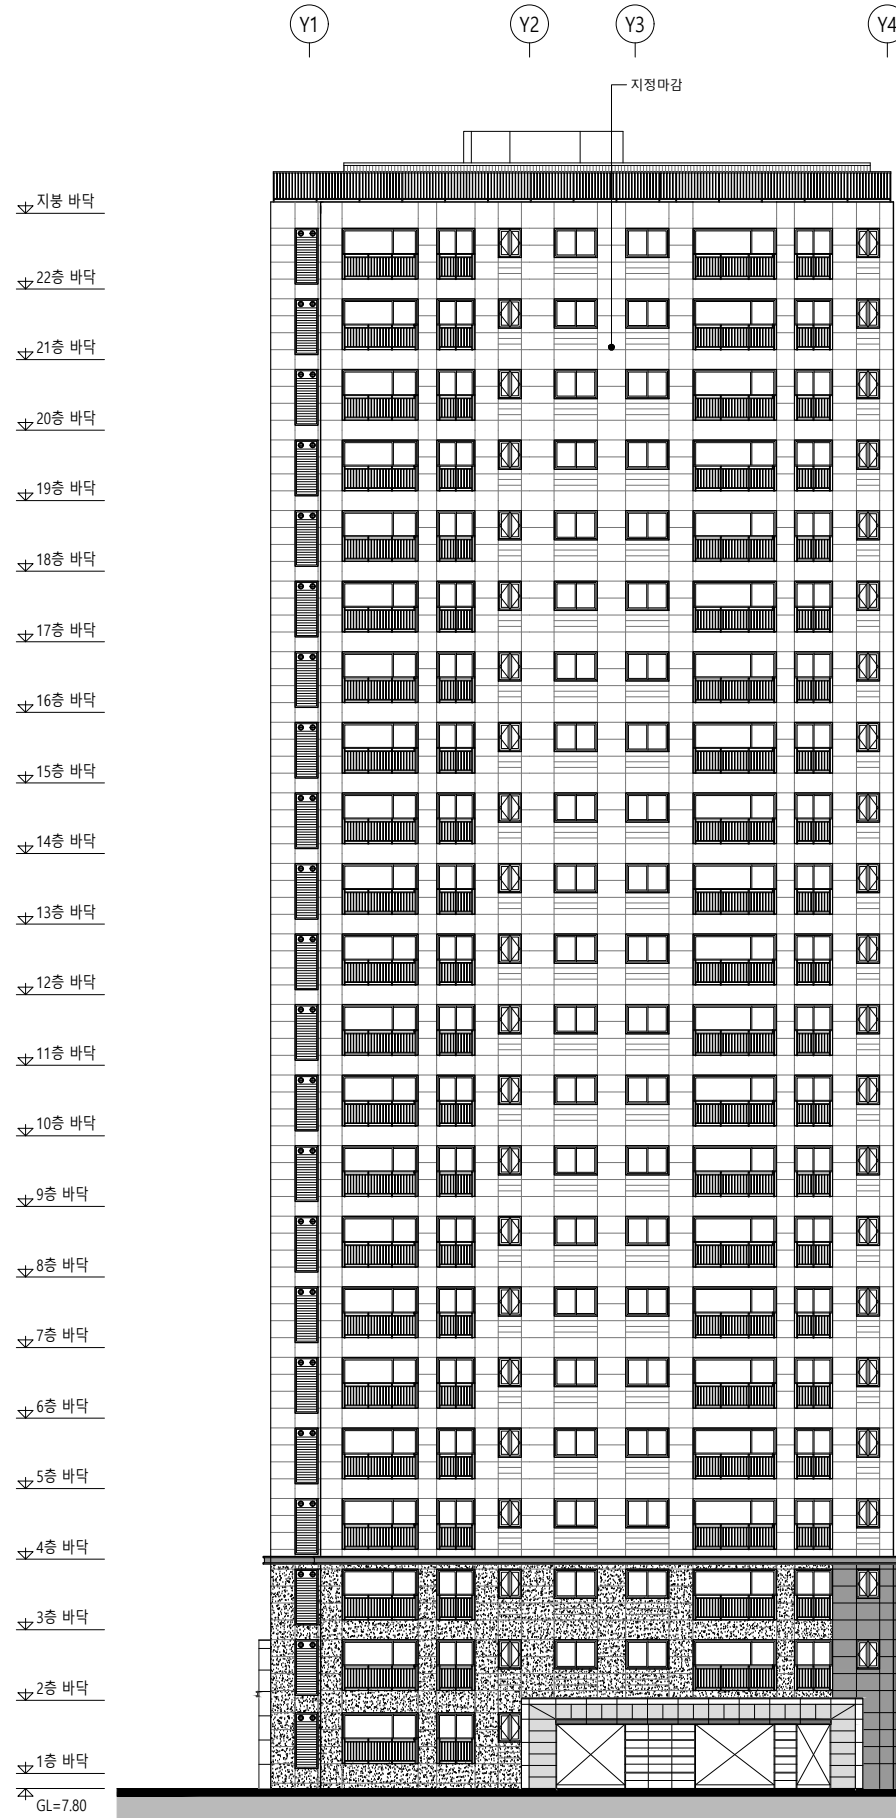 Y1
Y2
Y3
Y4
지정마감
지붕 바닥
22층 바닥
21층 바닥
20층 바닥
19층 바닥
18층 바닥
17층 바닥
16층 바닥
15층 바닥
14층 바닥
13층 바닥
12층 바닥
11층 바닥
10층 바닥
9층 바닥
8층 바닥
7층 바닥
6층 바닥
5층 바닥
4층 바닥
3층 바닥
2층 바닥
1층 바닥
GL=7.80